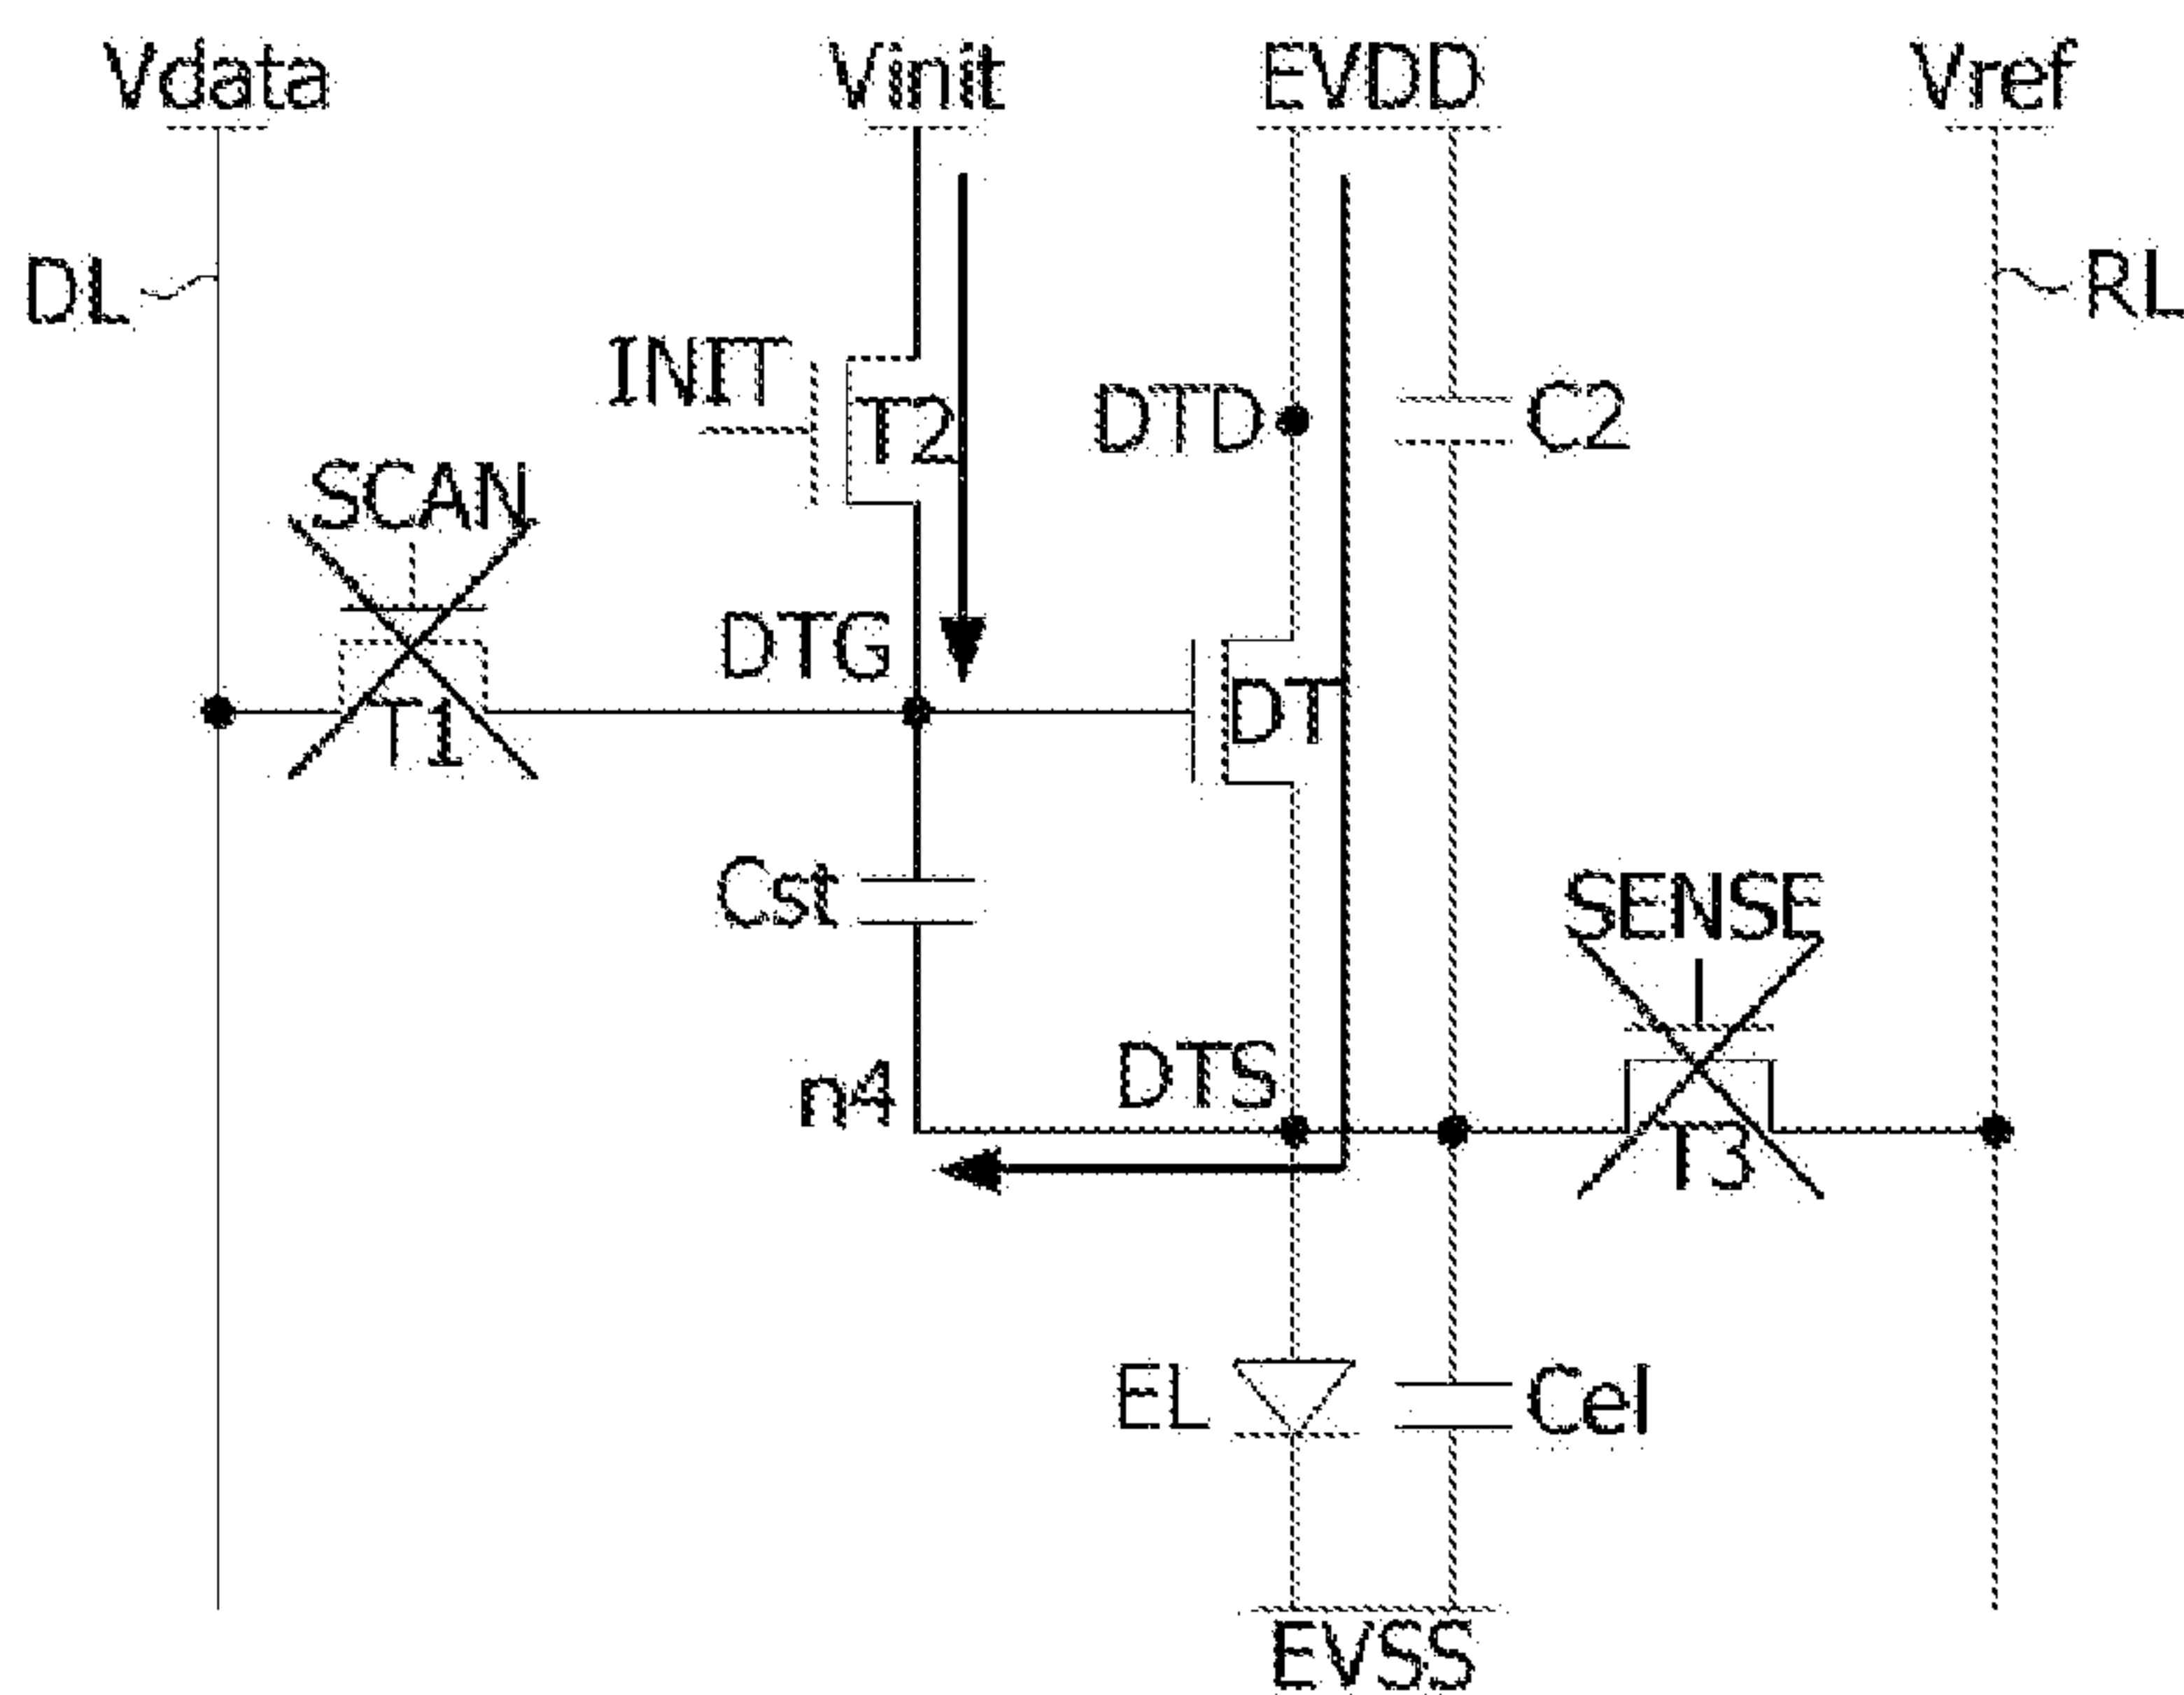 Vdata Vinit EVDD Vref
DL RL
INIT
T2 DTD C2
SCAN
DTG
T1 DT
Cst SENSE
n4 DTS
T3
EL Cel
EVSS